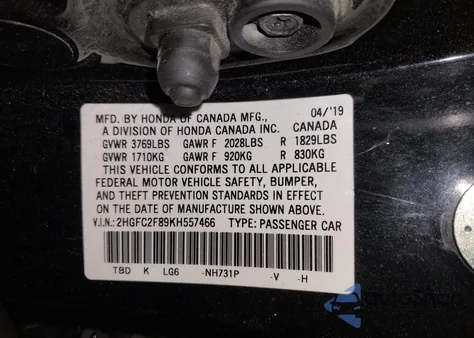 MFD. BY HONDA OF CANADA MFG., 04/'19
A DIVISION OF HONDA CANADA INC. CANADA
GVWR 3769LBS GAWR F 2028LBS R 1829LBS
GVWR 1710KG GAWR F 920KG R 830KG
THIS VEHICLE CONFORMS TO ALL APPLICABLE
FEDERAL MOTOR VEHICLE SAFETY, BUMPER,
AND THEFT PREVENTION STANDARDS IN EFFECT
ON THE DATE OF MANUFACTURE SHOWN ABOVE.
V.I.N.: 2HGFC2F89KH557466 TYPE: PASSENGER CAR
TBD K LG6 -NH731P -V -H
AutoSnap